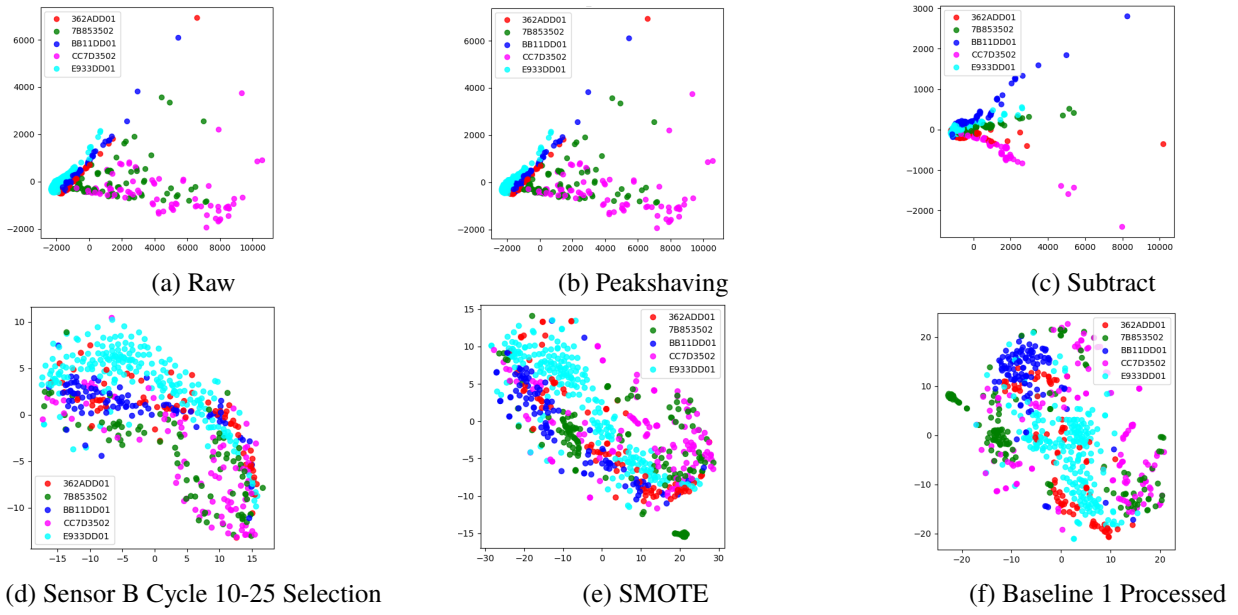 362ADD01
7B853502
BB11DD01
CC7D3502
E933DD01
6000
4000
2000
0
−2000
−2000 0 2000 4000 6000 8000 10000
(a) Raw
362ADD01
7B853502
BB11DD01
CC7D3502
E933DD01
6000
4000
2000
0
−2000
−2000 0 2000 4000 6000 8000 10000
(b) Peakshaving
362ADD01
7B853502
BB11DD01
CC7D3502
E933DD01
3000
2000
1000
0
−1000
−2000
0 2000 4000 6000 8000 10000
(c) Subtract
10
5
0
−5
−10
362ADD01
7B853502
BB11DD01
CC7D3502
E933DD01
−15 −10 −5 0 5 10 15
(d) Sensor B Cycle 10-25 Selection
362ADD01
7B853502
BB11DD01
CC7D3502
E933DD01
15
10
5
0
−5
−10
−15
−30 −20 −10 0 10 20 30
(e) SMOTE
362ADD01
7B853502
BB11DD01
CC7D3502
E933DD01
20
10
0
−10
−20
−20 −15 −10 −5 0 5 10 15 20
(f) Baseline 1 Processed